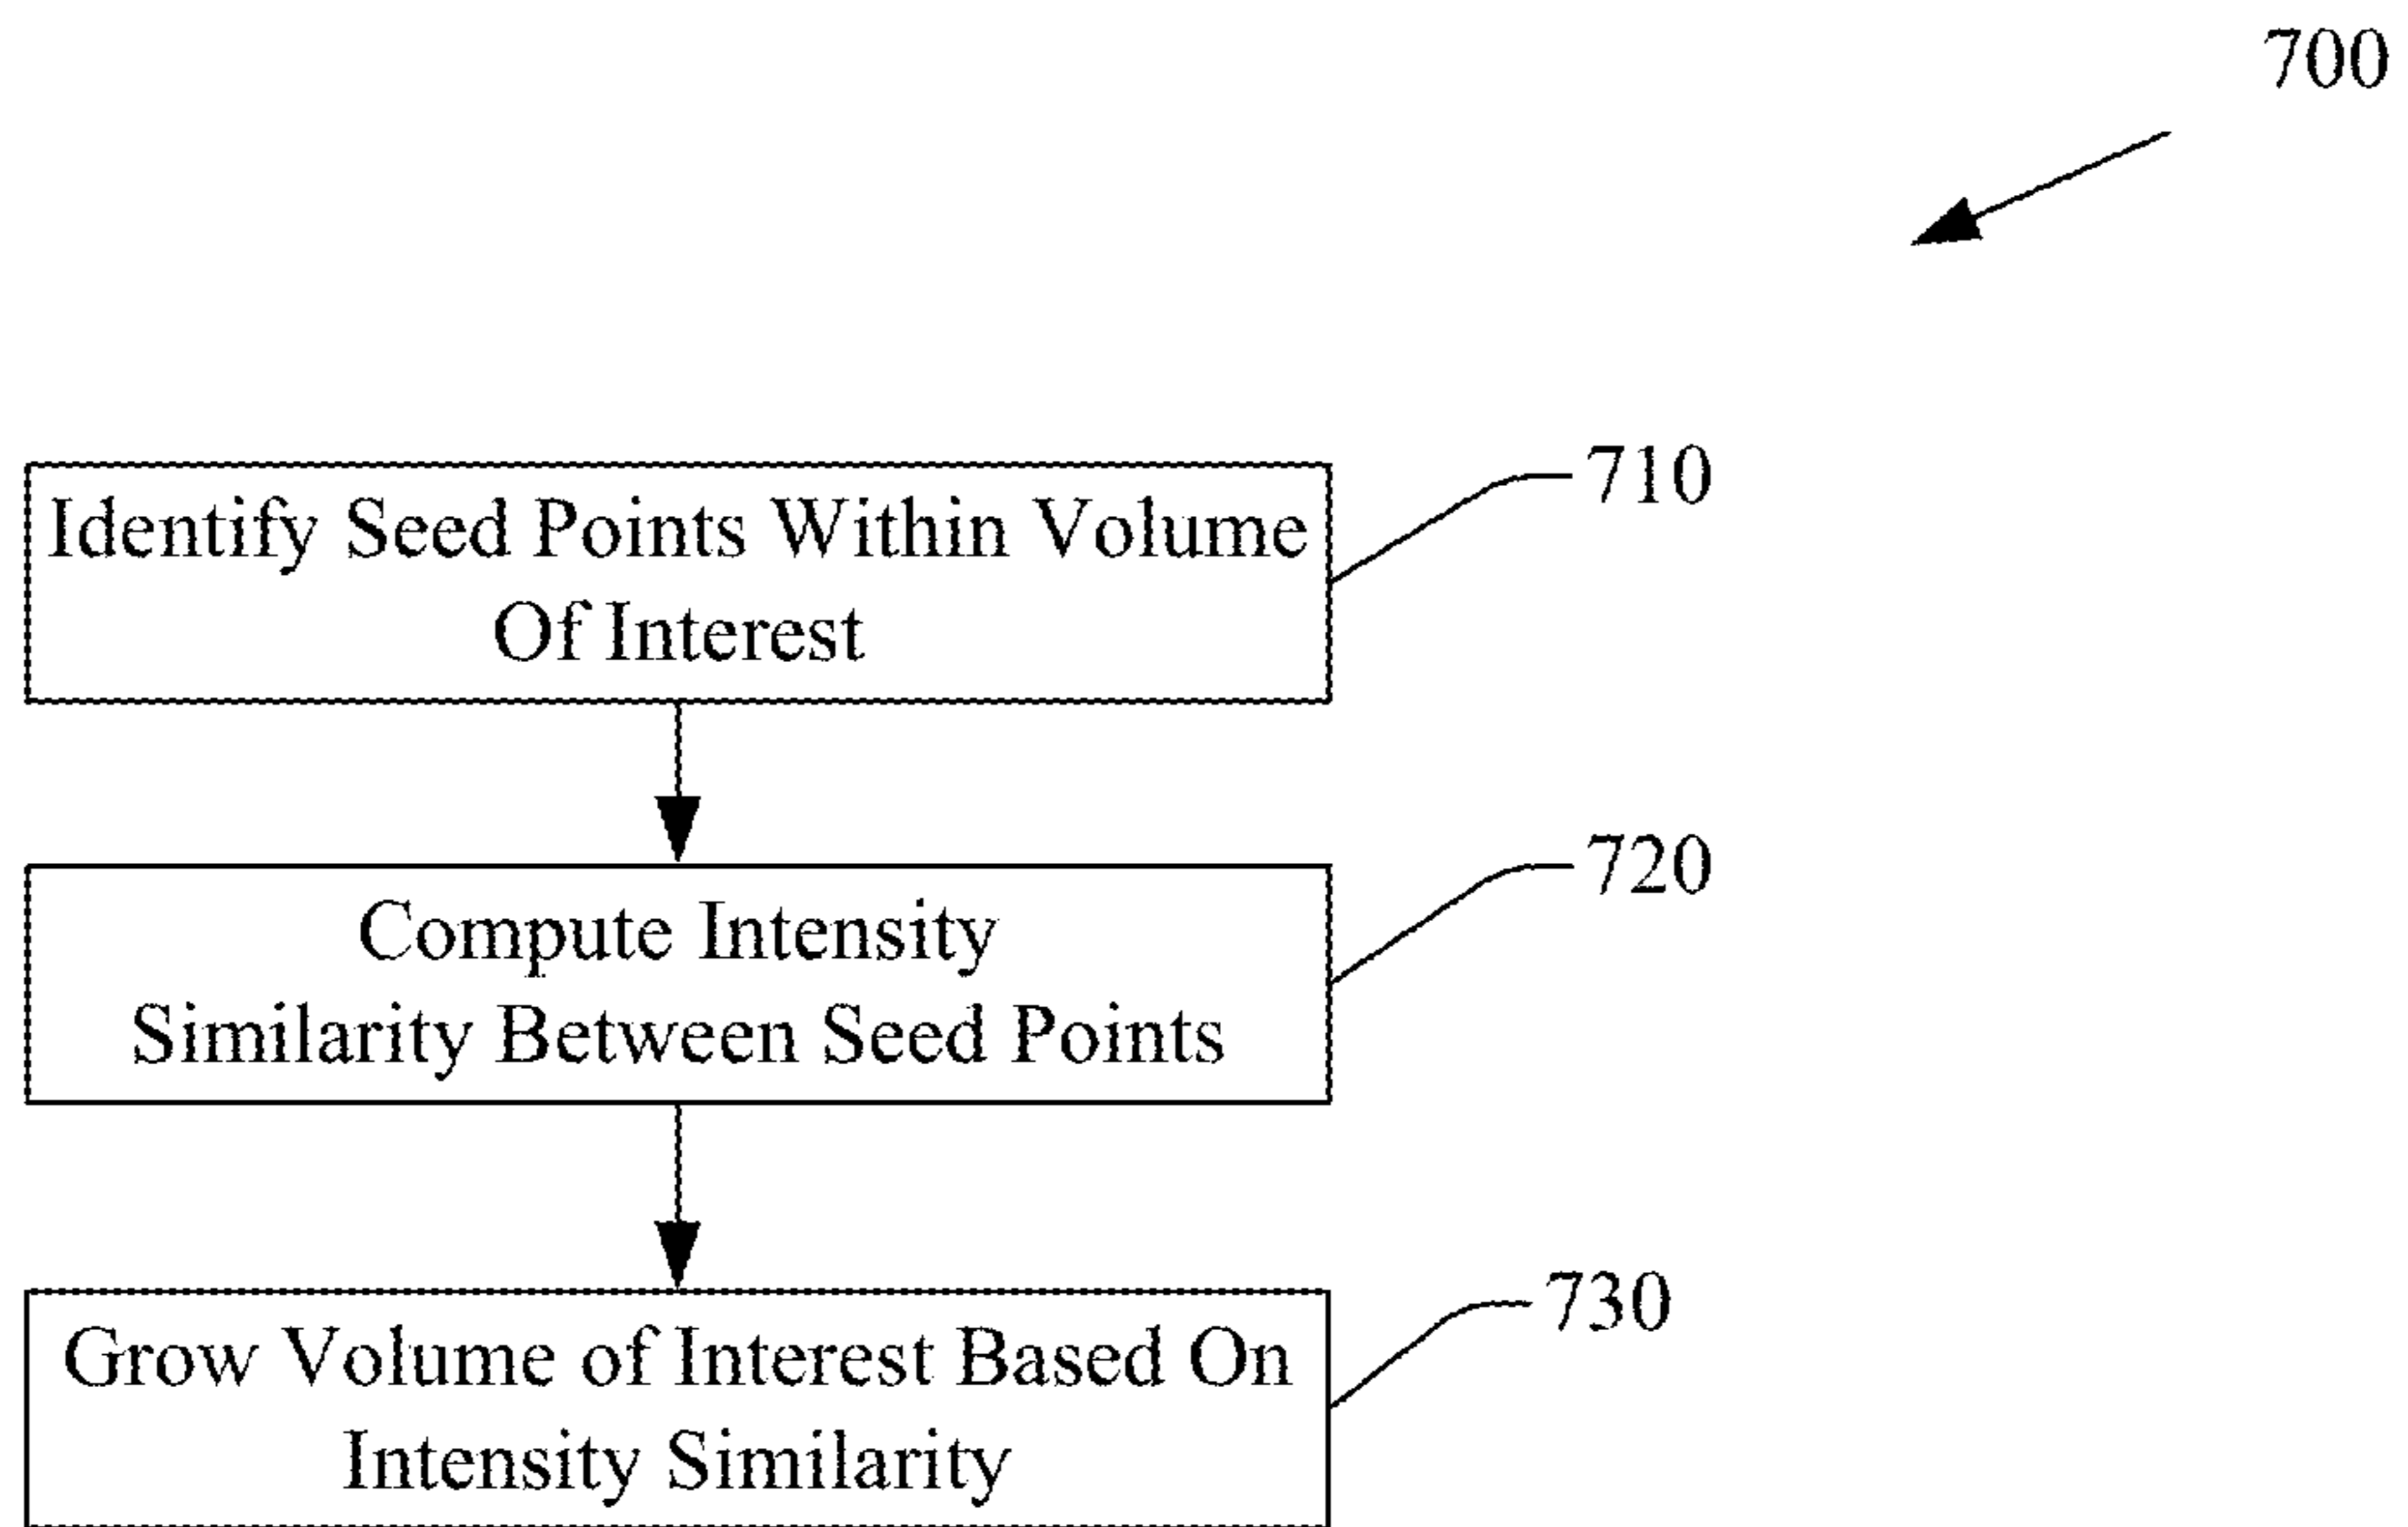 700
Identify Seed Points Within Volume
Of Interest
710
Compute Intensity
Similarity Between Seed Points
720
Grow Volume of Interest Based On
Intensity Similarity
730